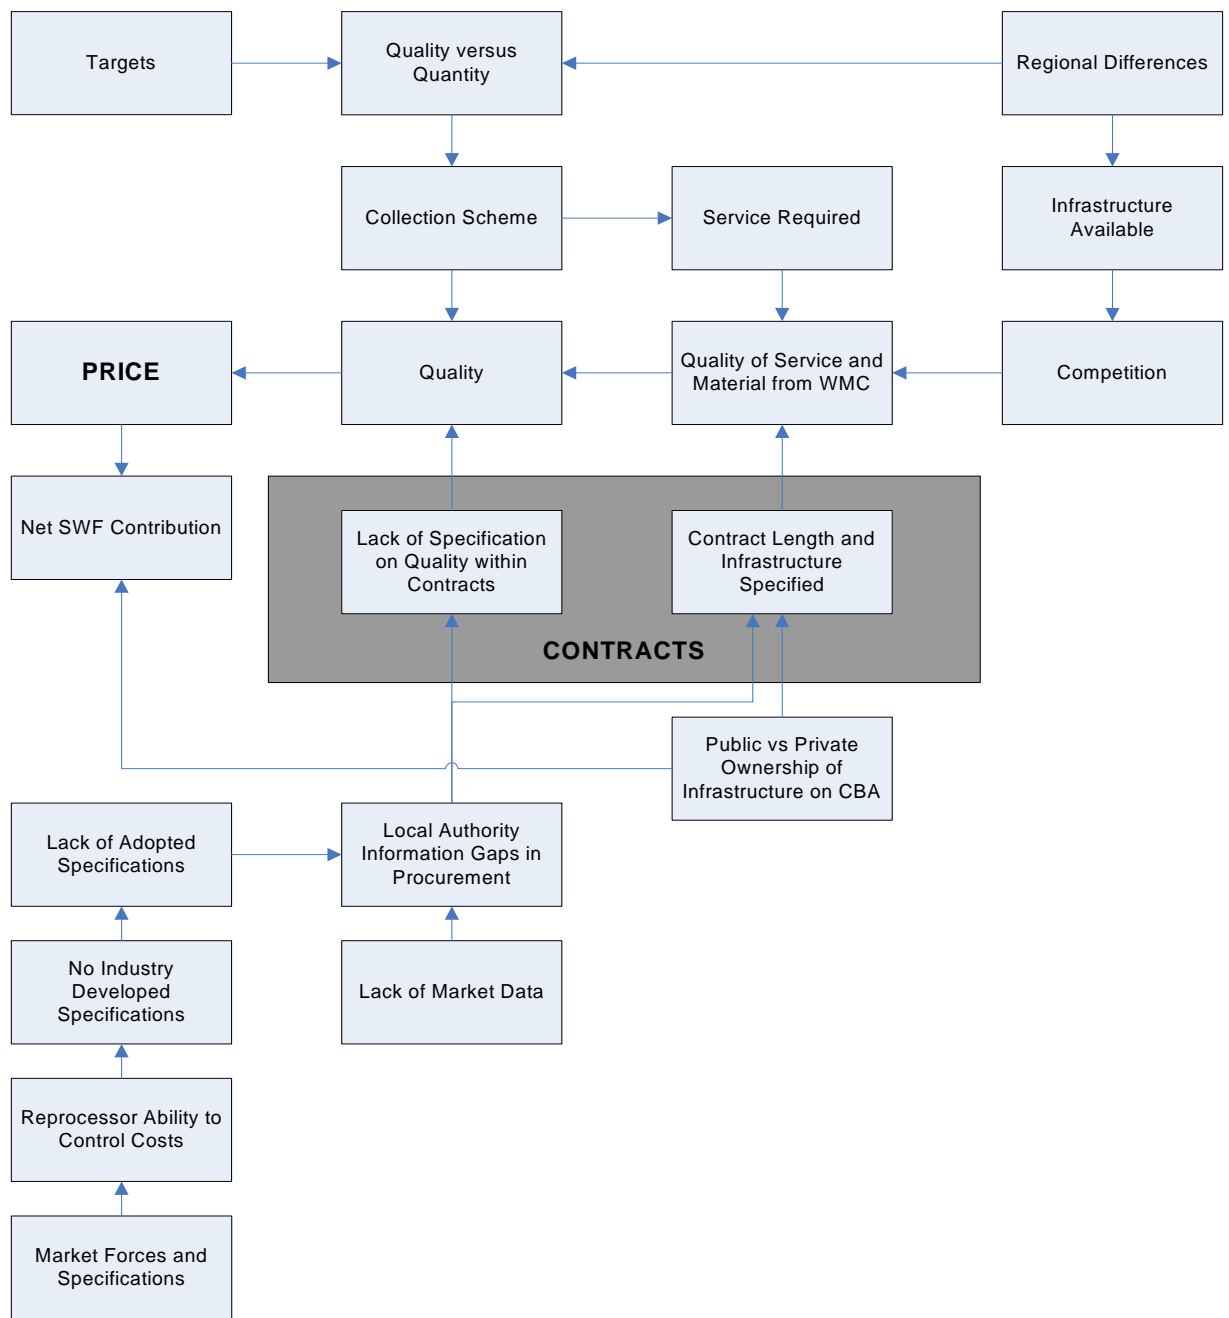 Targets
Quality versus
Quantity
Regional Differences
Collection Scheme
Service Required
Infrastructure
Available
PRICE
Quality
Quality of Service and
Material from WMC
Competition
Net SWF Contribution
Lack of Specification
on Quality within
Contracts
Contract Length and
Infrastructure
Specified
CONTRACTS
Public vs Private
Ownership of
Infrastructure on CBA
Lack of Adopted
Specifications
Local Authority
Information Gaps in
Procurement
No Industry
Developed
Specifications
Lack of Market Data
Reprocessor Ability to
Control Costs
Market Forces and
Specifications